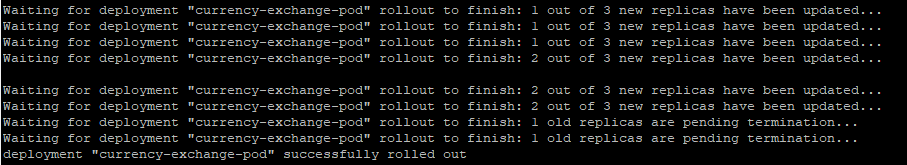 Waiting for deployment "currency-exchange-pod" rollout to finish: 1 out of 3 new replicas have been updated...
Waiting for deployment "currency-exchange-pod" rollout to finish: 1 out of 3 new replicas have been updated...
Waiting for deployment "currency-exchange-pod" rollout to finish: 1 out of 3 new replicas have been updated...
Waiting for deployment "currency-exchange-pod" rollout to finish: 2 out of 3 new replicas have been updated...
Waiting for deployment "currency-exchange-pod" rollout to finish: 2 out of 3 new replicas have been updated...
Waiting for deployment "currency-exchange-pod" rollout to finish: 2 out of 3 new replicas have been updated...
Waiting for deployment "currency-exchange-pod" rollout to finish: 1 old replicas are pending termination...
Waiting for deployment "currency-exchange-pod" rollout to finish: 1 old replicas are pending termination...
deployment "currency-exchange-pod" successfully rolled out